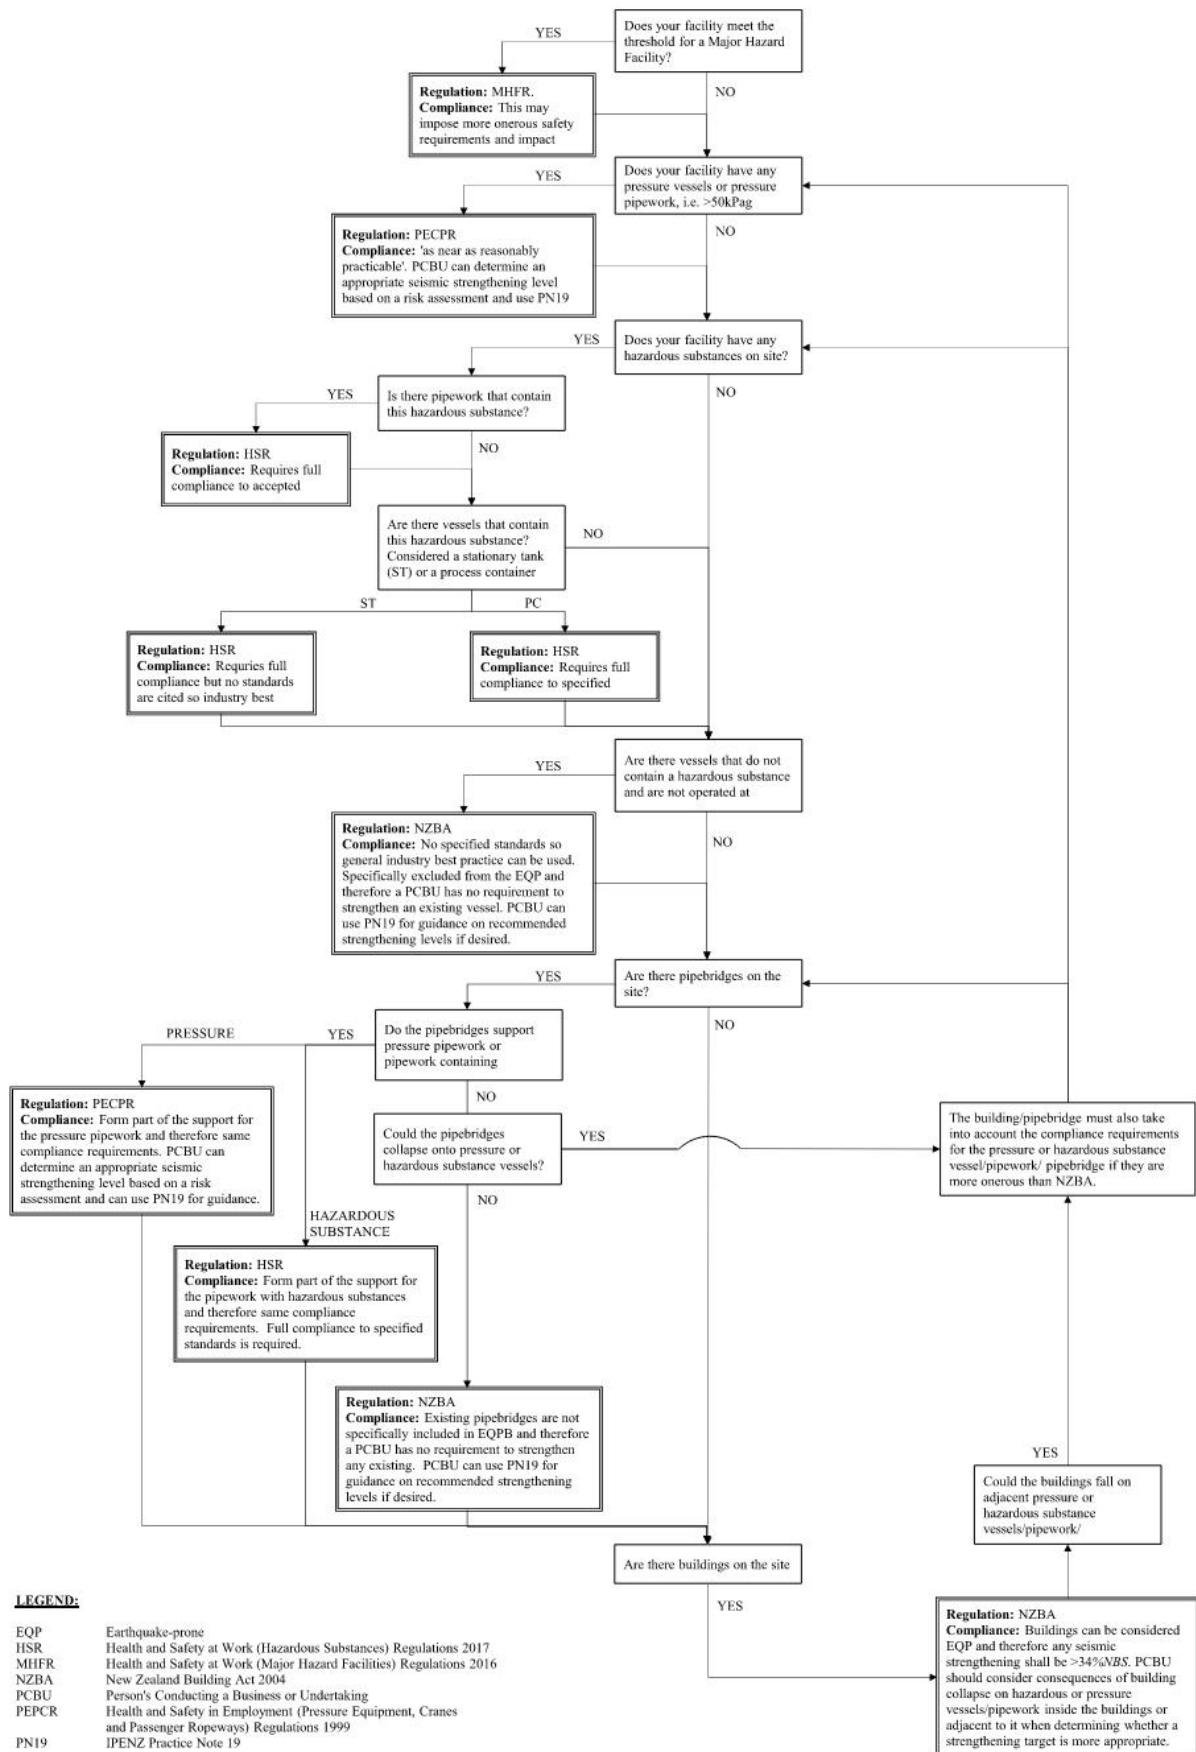 Does your facility meet the
threshold for a Major Hazard
Facility?
YES
NO
Regulation: MHFR.
Compliance: This may
impose more onerous safety
requirements and impact
Does your facility have any
pressure vessels or pressure
pipework, i.e. >50kPag
YES
NO
Regulation: PECPR
Compliance: 'as near as reasonably
practicable'. PCBU can determine an
appropriate seismic strengthening level
based on a risk assessment and use PN19
Does your facility have any
hazardous substances on site?
YES
NO
Is there pipework that contain
this hazardous substance?
YES
NO
Regulation: HSR
Compliance: Requires full
compliance to accepted
Are there vessels that contain
this hazardous substance?
Considered a stationary tank
(ST) or a process container
NO
ST
PC
Regulation: HSR
Compliance: Requries full
compliance but no standards
are cited so industry best
Regulation: HSR
Compliance: Requires full
compliance to specified
Are there vessels that do not
contain a hazardous substance
and are not operated at
YES
NO
Regulation: NZBA
Compliance: No specified standards so
general industry best practice can be used.
Specifically excluded from the EQP and
therefore a PCBU has no requirement to
strengthen an existing vessel. PCBU can
use PN19 for guidance on recommended
strengthening levels if desired.
Are there pipebridges on the
site?
YES
NO
Do the pipebridges support
pressure pipework or
pipework containing
YES
PRESSURE
NO
Regulation: PECPR
Compliance: Form part of the support for
the pressure pipework and therefore same
compliance requirements. PCBU can
determine an appropriate seismic
strengthening level based on a risk
assessment and can use PN19 for guidance.
Could the pipebridges
collapse onto pressure or
hazardous substance vessels?
YES
NO
The building/pipebridge must also take
into account the compliance requirements
for the pressure or hazardous substance
vessel/pipework/ pipebridge if they are
more onerous than NZBA.
HAZARDOUS
SUBSTANCE
Regulation: HSR
Compliance: Form part of the support for
the pipework with hazardous substances
and therefore same compliance
requirements. Full compliance to specified
standards is required.
Regulation: NZBA
Compliance: Existing pipebridges are not
specifically included in EQPB and therefore
a PCBU has no requirement to strengthen
any existing. PCBU can use PN19 for
guidance on recommended strengthening
levels if desired.
YES
Could the buildings fall on
adjacent pressure or
hazardous substance
vessels/pipework/
Are there buildings on the site
YES
Regulation: NZBA
Compliance: Buildings can be considered
EQP and therefore any seismic
strengthening shall be >34%NBS. PCBU
should consider consequences of building
collapse on hazardous or pressure
vessels/pipework inside the buildings or
adjacent to it when determining whether a
strengthening target is more appropriate.
LEGEND:
EQP Earthquake-prone
HSR Health and Safety at Work (Hazardous Substances) Regulations 2017
MHFR Health and Safety at Work (Major Hazard Facilities) Regulations 2016
NZBA New Zealand Building Act 2004
PCBU Person's Conducting a Business or Undertaking
PEPCR Health and Safety in Employment (Pressure Equipment, Cranes
and Passenger Ropeways) Regulations 1999
PN19 IPENZ Practice Note 19